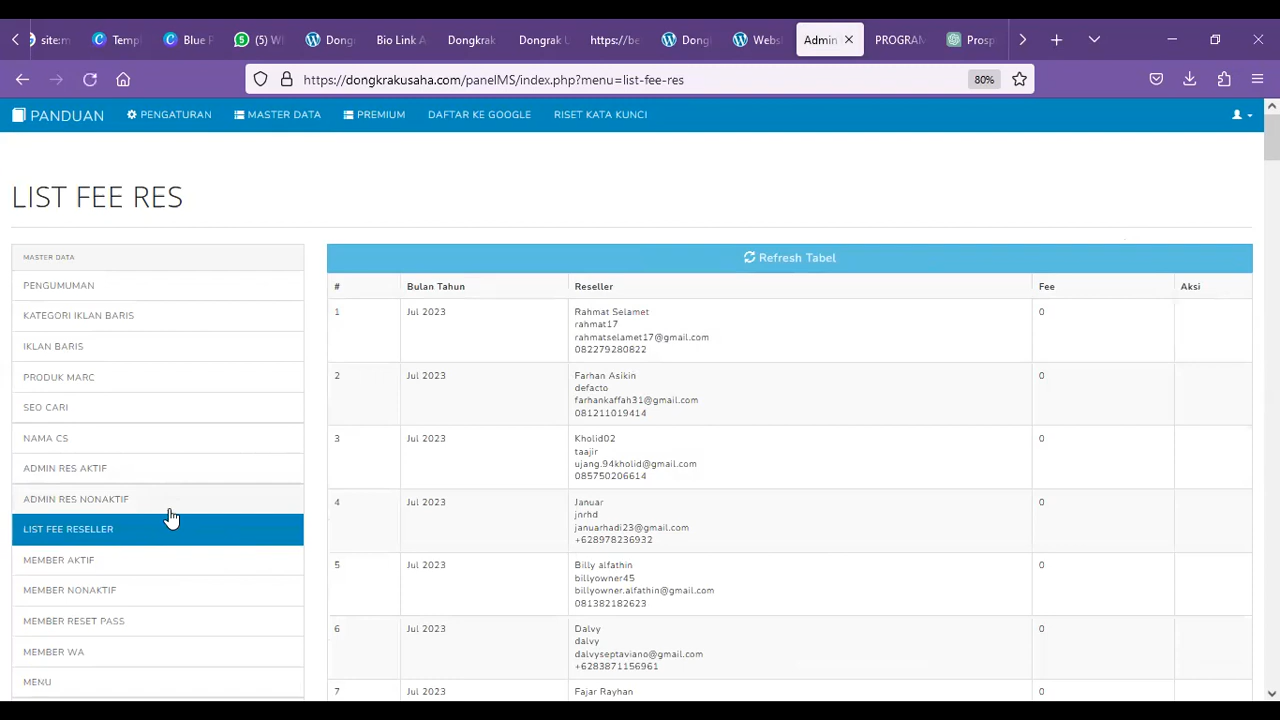 site:m
Temp
Blue F
(5) W
Dong
Bio Link A
Dongkrak
Dongrak U
https://be
Dong
Webs
Admin
PROGRAM
Prosp
https://dongkrakusaha.com/panelMS/index.php?menu=list-fee-res
80%
PANDUAN
PENGATURAN
MASTER DATA
PREMIUM
DAFTAR KE GOOGLE
RISET KATA KUNCI
LIST FEE RES
MASTER DATA
PENGUMUMAN
KATEGORI IKLAN BARIS
IKLAN BARIS
PRODUK MARC
SEO CARI
NAMA CS
ADMIN RES AKTIF
ADMIN RES NONAKTIF
LIST FEE RESELLER
MEMBER AKTIF
MEMBER NONAKTIF
MEMBER RESET PASS
MEMBER WA
MENU
Refresh Tabel
# Bulan Tahun Reseller Fee Aksi
1 Jul 2023 Rahmat Selamet 0
rahmat17
rahmatselamet17@gmail.com
082279280822
2 Jul 2023 Farhan Asikin 0
defacto
farhankaffah31@gmail.com
081211019414
3 Jul 2023 Kholid02 0
taajir
ujang.94kholid@gmail.com
085750206614
4 Jul 2023 Januar 0
jnrhd
januarhadi23@gmail.com
+628978236932
5 Jul 2023 Billy alfathin 0
billyowner45
billyowner.alfathin@gmail.com
081382182623
6 Jul 2023 Dalvy 0
dalvy
dalvyseptaviano@gmail.com
+6283871156961
7 Jul 2023 Fajar Rayhan 0